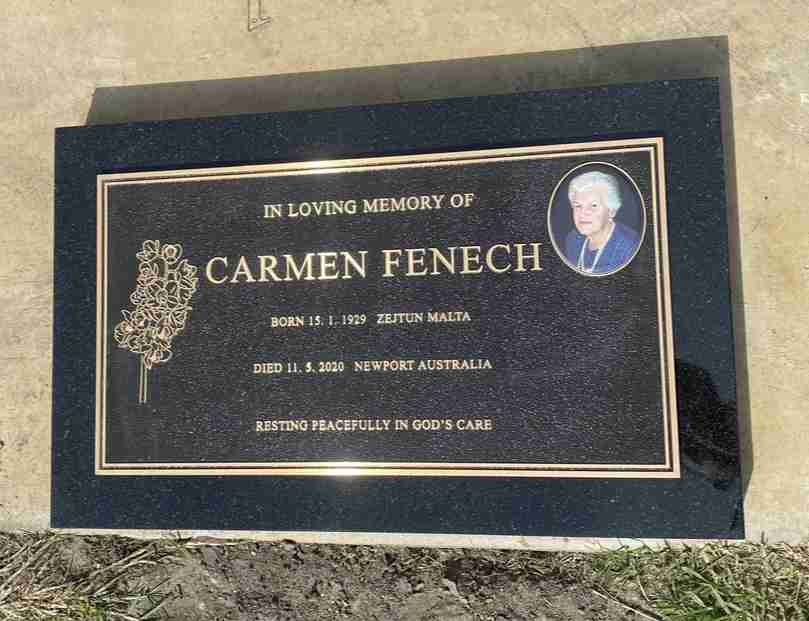 IN LOVING MEMORY OF
CARMEN FENECH
BORN 15. 1. 1929 ZEJTUN MALTA
DIED 11. 5. 2020 NEWPORT AUSTRALIA
RESTING PEACEFULLY IN GOD'S CARE